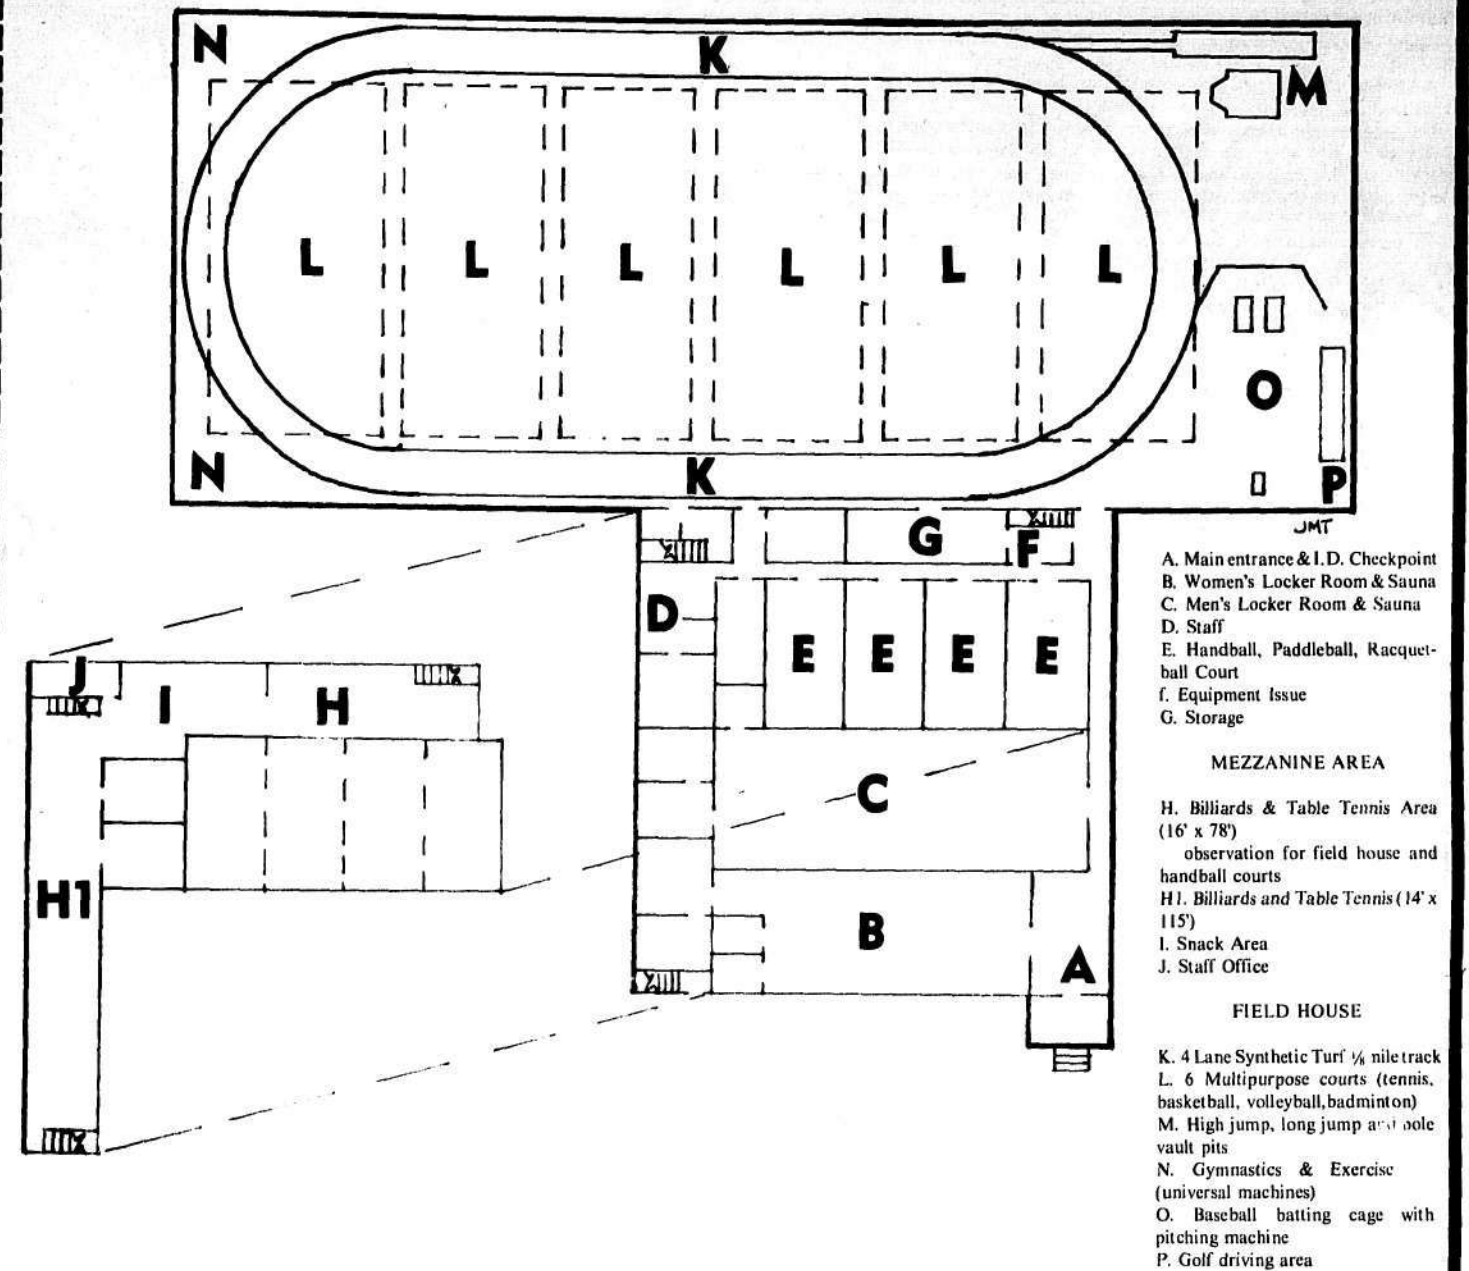 N
K
M
L L L L L L
O
N
K
P
JMT
G
F
D
E E E E
J
I
H
C
H1
B
A
A. Main entrance & I.D. Checkpoint
B. Women's Locker Room & Sauna
C. Men's Locker Room & Sauna
D. Staff
E. Handball, Paddleball, Racquet-
ball Court
f. Equipment Issue
G. Storage
MEZZANINE AREA
H. Billiards & Table Tennis Area
(16' x 78')
observation for field house and
handball courts
H1. Billiards and Table Tennis (14' x
115')
I. Snack Area
J. Staff Office
FIELD HOUSE
K. 4 Lane Synthetic Turf ⅛ nile track
L. 6 Multipurpose courts (tennis,
basketball, volleyball, badminton)
M. High jump, long jump and pole
vault pits
N. Gymnastics & Exercise
(universal machines)
O. Baseball batting cage with
pitching machine
P. Golf driving area